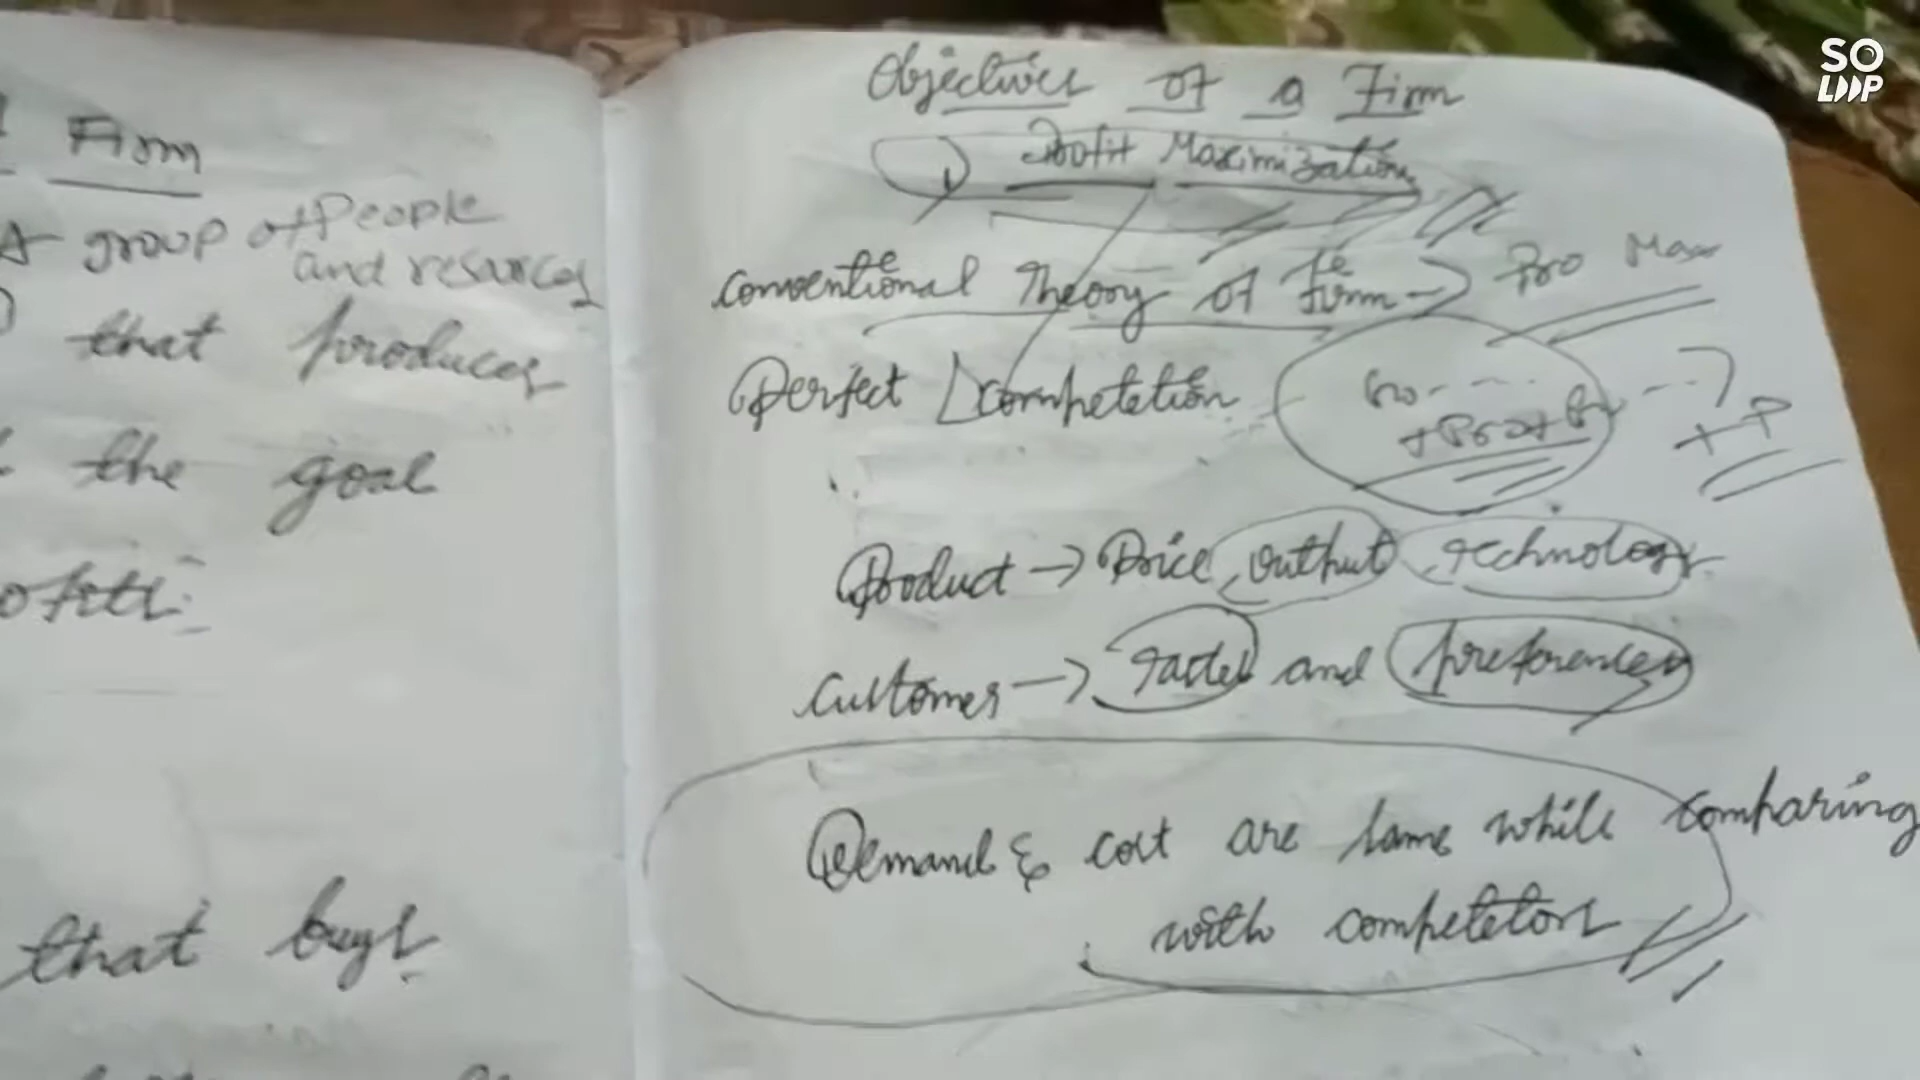 Firm
A group of People
and resources
that produces
the goal
that buys
Objectives of a Firm
1) Profit Maximization
Conventional Theory of firm → Pro Max
Perfect competition
+ P
Product → Price, output, technology
Customer → Tastes and preferences
Demand & cost are same while comparing
with competitors
SO
LOOP